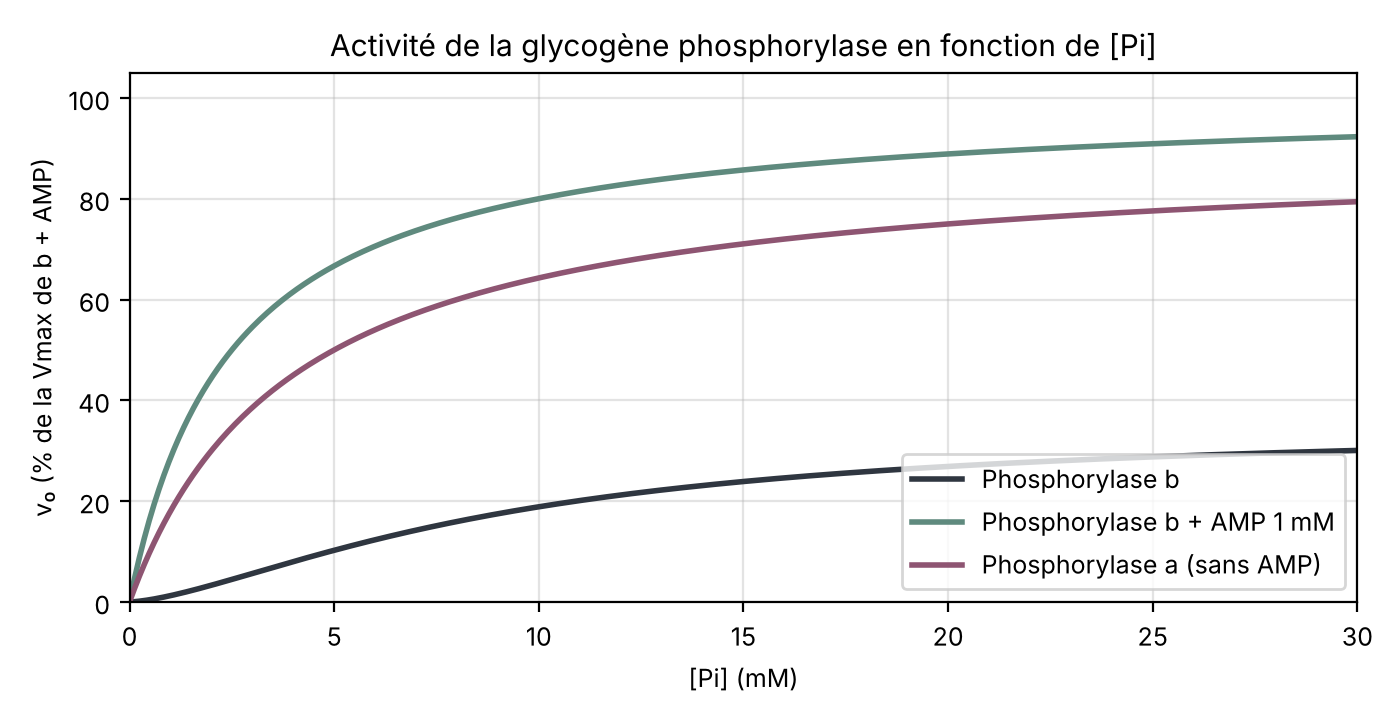 Activité de la glycogène phosphorylase en fonction de [Pi]
v₀ (% de la Vmax de b + AMP)
100
80
60
40
20
0
0 5 10 15 20 25 30
[Pi] (mM)
Phosphorylase b
Phosphorylase b + AMP 1 mM
Phosphorylase a (sans AMP)